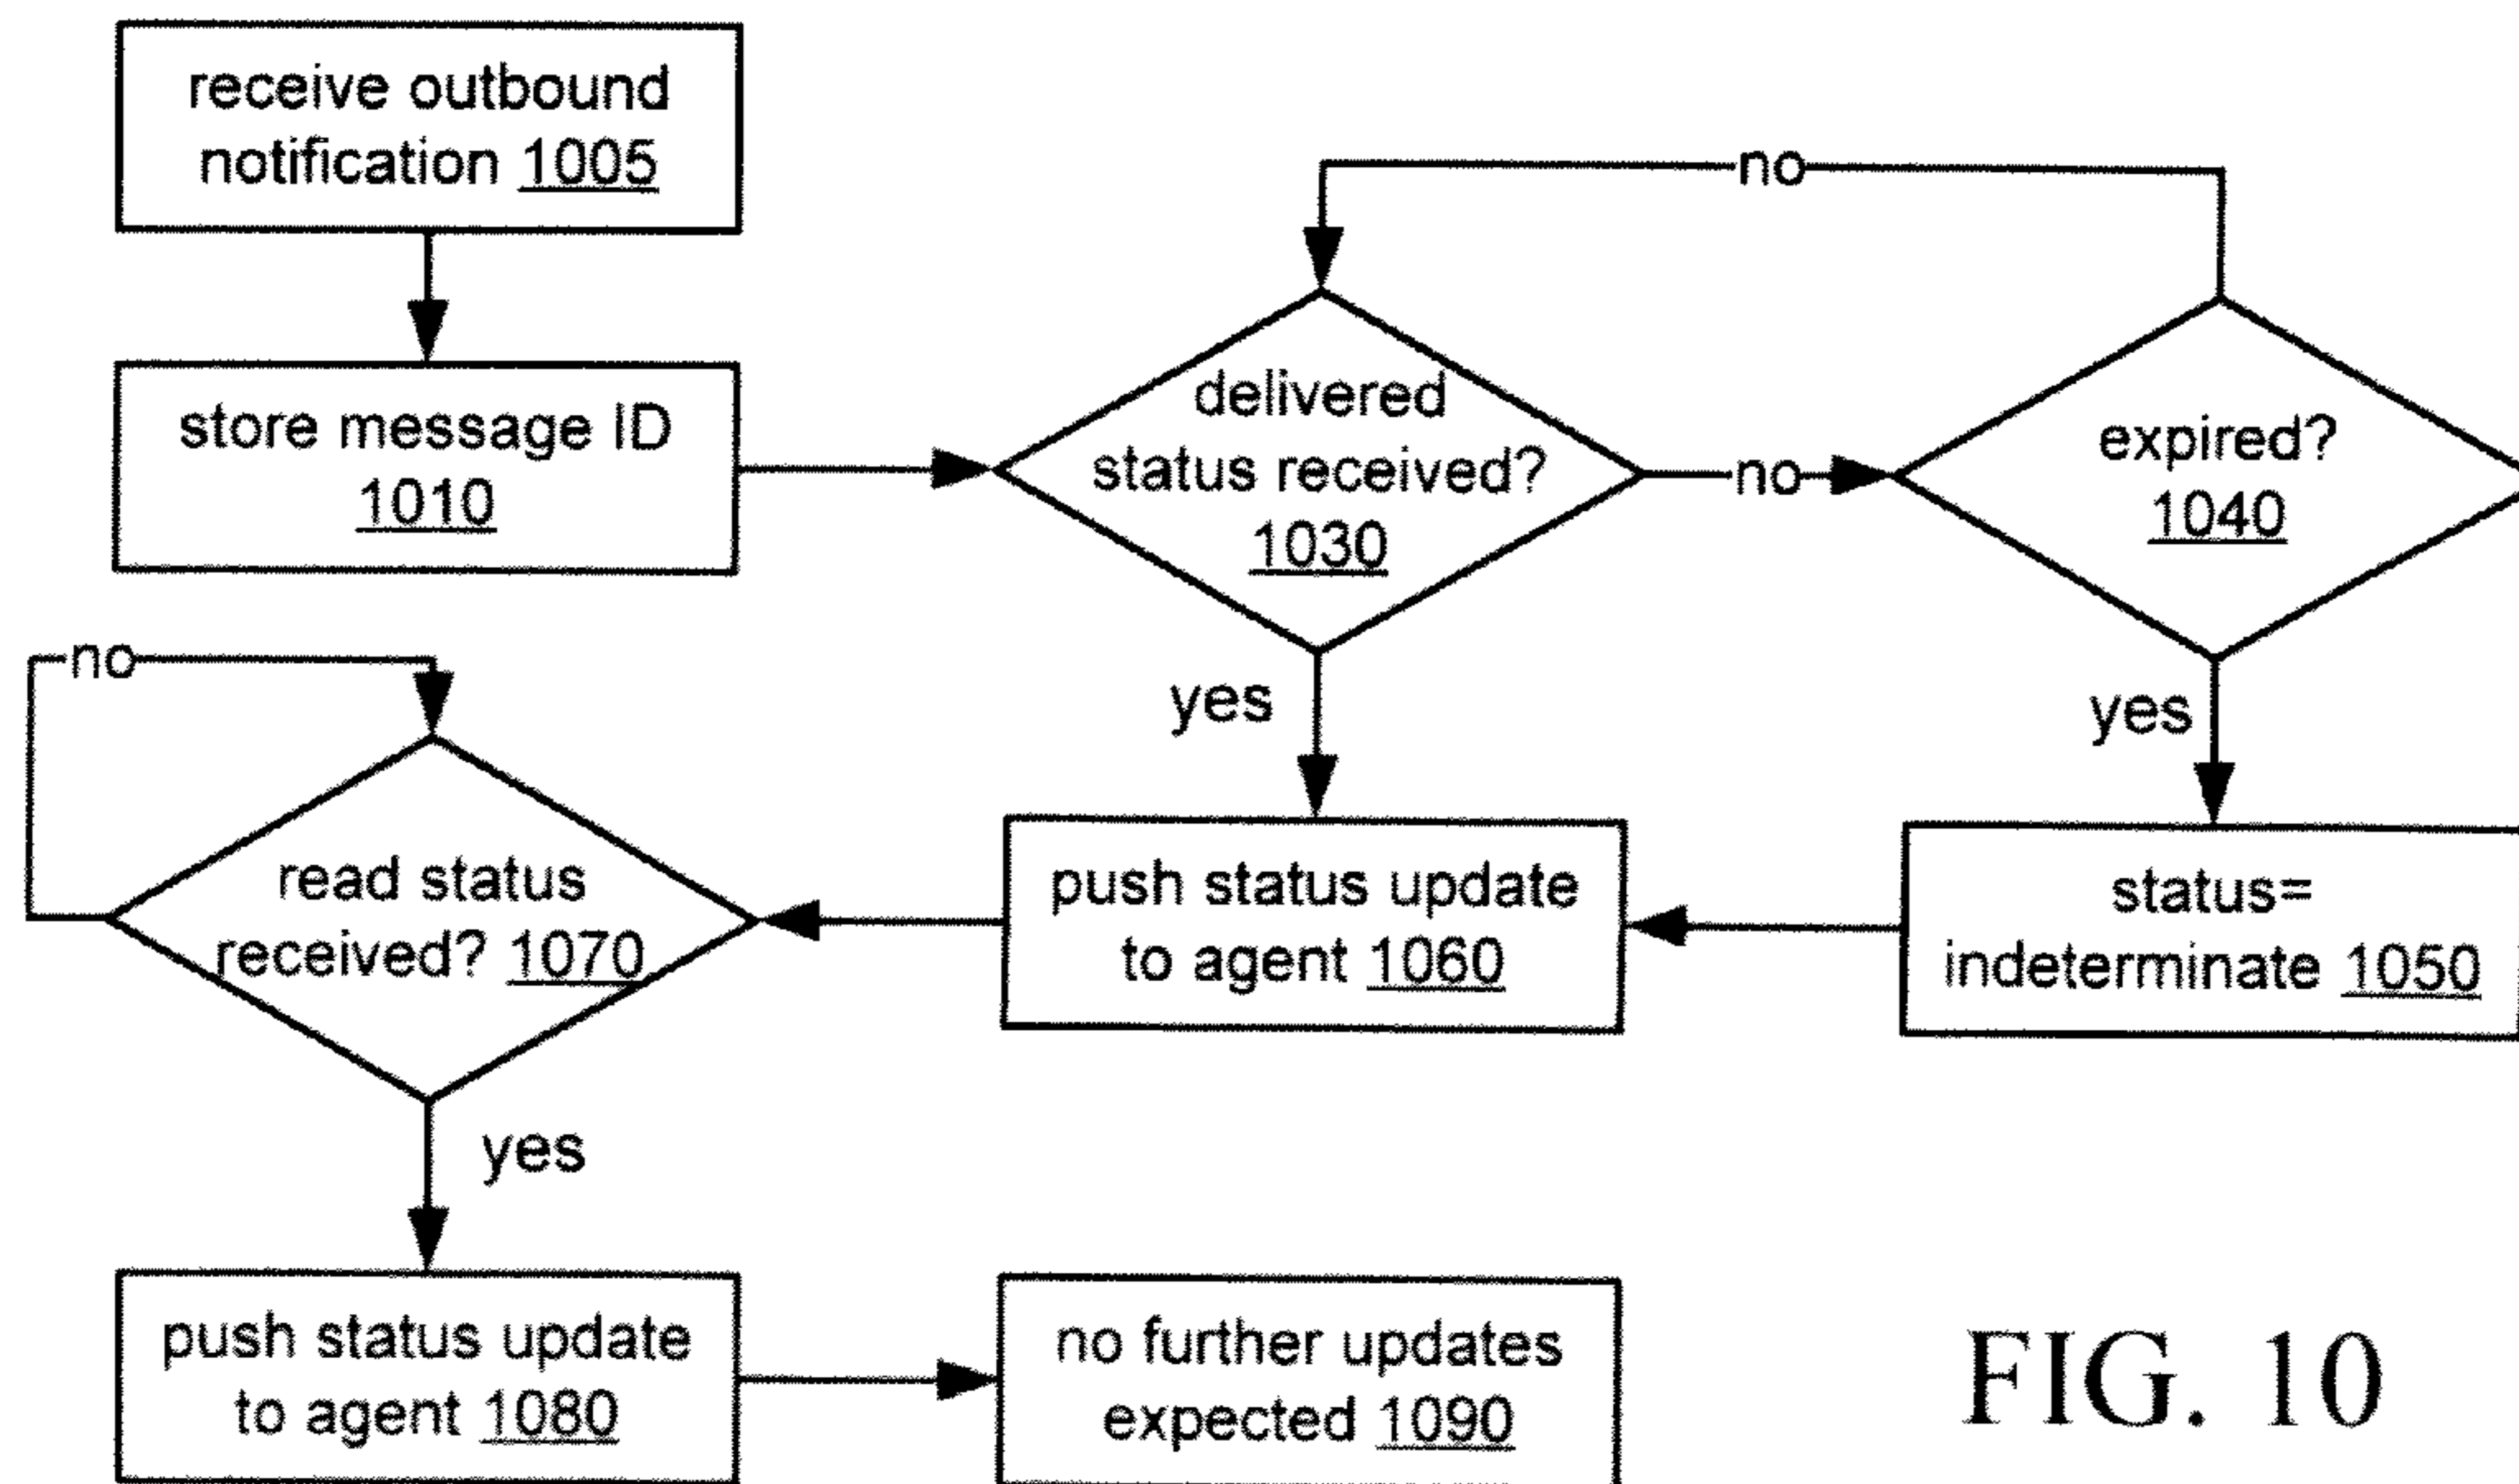 receive outbound
notification 1005
store message ID
1010
no
delivered
status received?
1030
no
expired?
1040
yes
yes
no
read status
received? 1070
push status update
to agent 1060
status=
indeterminate 1050
yes
push status update
to agent 1080
no further updates
expected 1090
FIG. 10